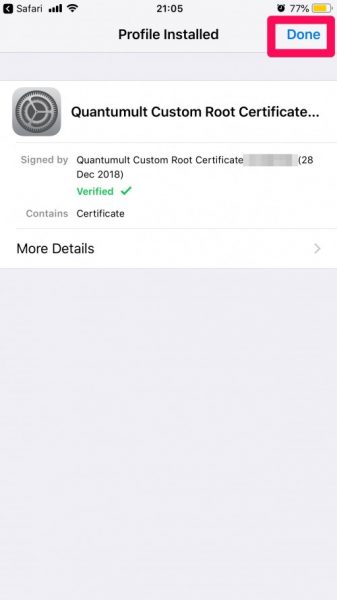 Safari 21:05 77%
Profile Installed Done
Quantumult Custom Root Certificate...
Signed by Quantumult Custom Root Certificate (28
Dec 2018)
Verified
Contains Certificate
More Details